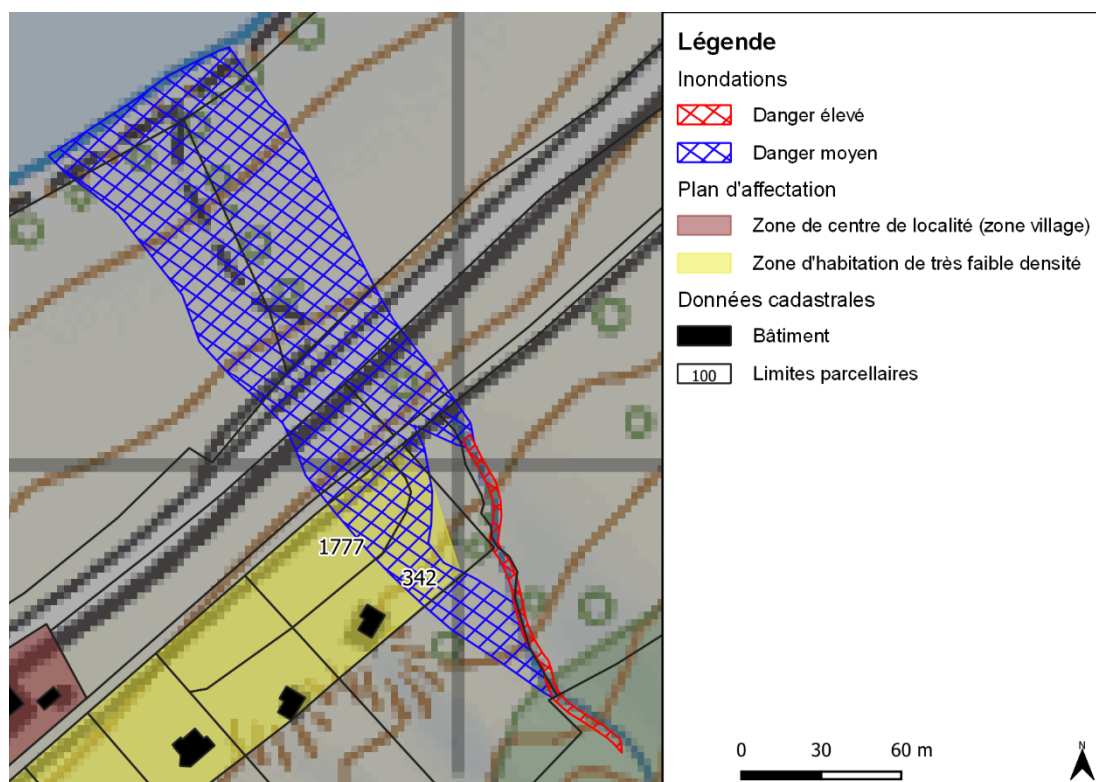 1777
342
Légende
Inondations
Danger élevé
Danger moyen
Plan d'affectation
Zone de centre de localité (zone village)
Zone d'habitation de très faible densité
Données cadastrales
Bâtiment
100 Limites parcellaires
0 30 60 m
N